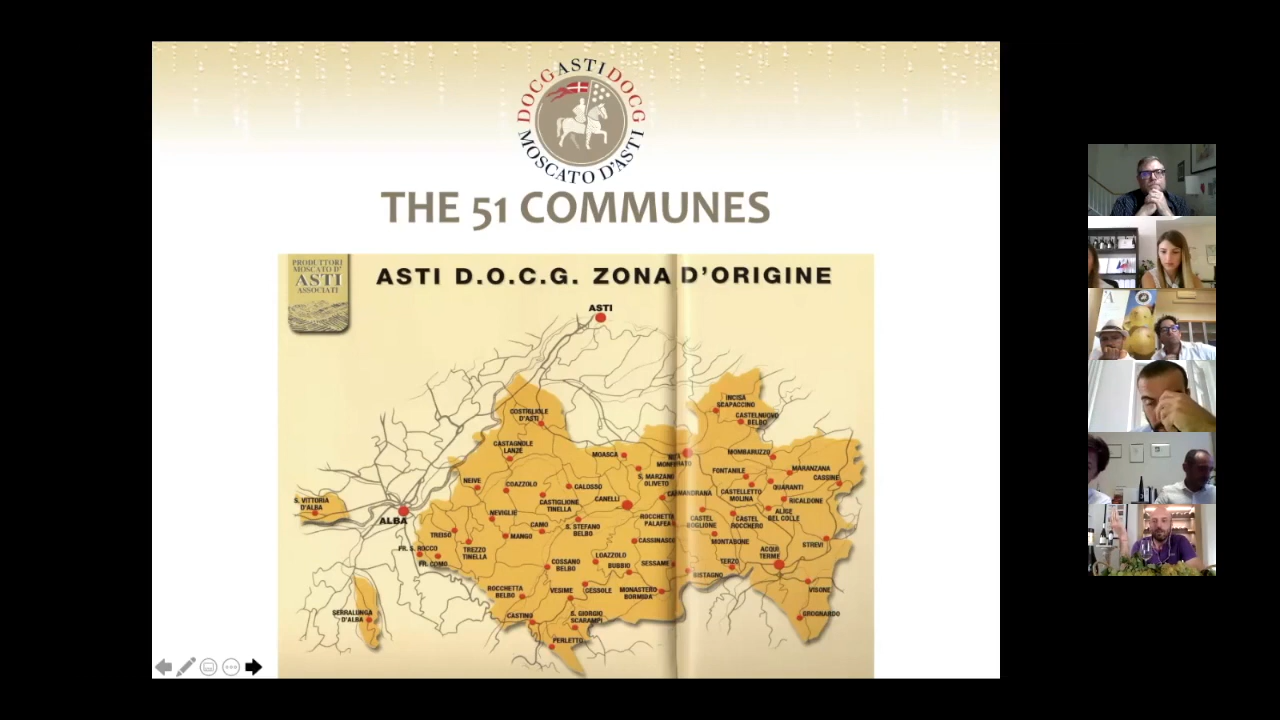 DOCG ASTI DOCG
MOSCATO D'ASTI
THE 51 COMMUNES
PRODUTTORI
MOSCATO D'
ASTI
ASSOCIATI
ASTI D.O.C.G. ZONA D'ORIGINE
ASTI
INCISA
SCAPACCINO
CASTELNUOVO
BELBO
COSTIGLIOLE
D'ASTI
CASTAGNOLE
LANZE
MOASCA
MOMBARUZZO
S. MARZANO
OLIVETO
FONTANILE
MARANZANA
CASSINE
NEIVE
COAZZOLO
CALOSSO
QUARANTI
CASTELLETTO
MOLINA
RICALDONE
S. VITTORIA
D'ALBA
CASTIGLIONE
TINELLA
CANELLI
ALBA
NEVIGLIE
CAMO
S. STEFANO
BELBO
ROCCHETTA
PALAFEA
CASTEL
BOGLIONE
CASTEL
ROCCHERO
ALICE
BEL COLLE
TREISO
MANGO
CASSINASCO
MONTABONE
STREVI
FR. S. ROCCO
FR. COMO
TREZZO
TINELLA
COSSANO
BELBO
LOAZZOLO
BUBBIO
SESSAME
BISTAGNO
TERZO
ACQUI
TERME
ROCCHETTA
BELBO
VESIME
CESSOLE
MONASTERO
BORMIDA
VISONE
SERRALUNGA
D'ALBA
CASTINO
S. GIORGIO
SCARAMPI
GROGNARDO
PERLETTO